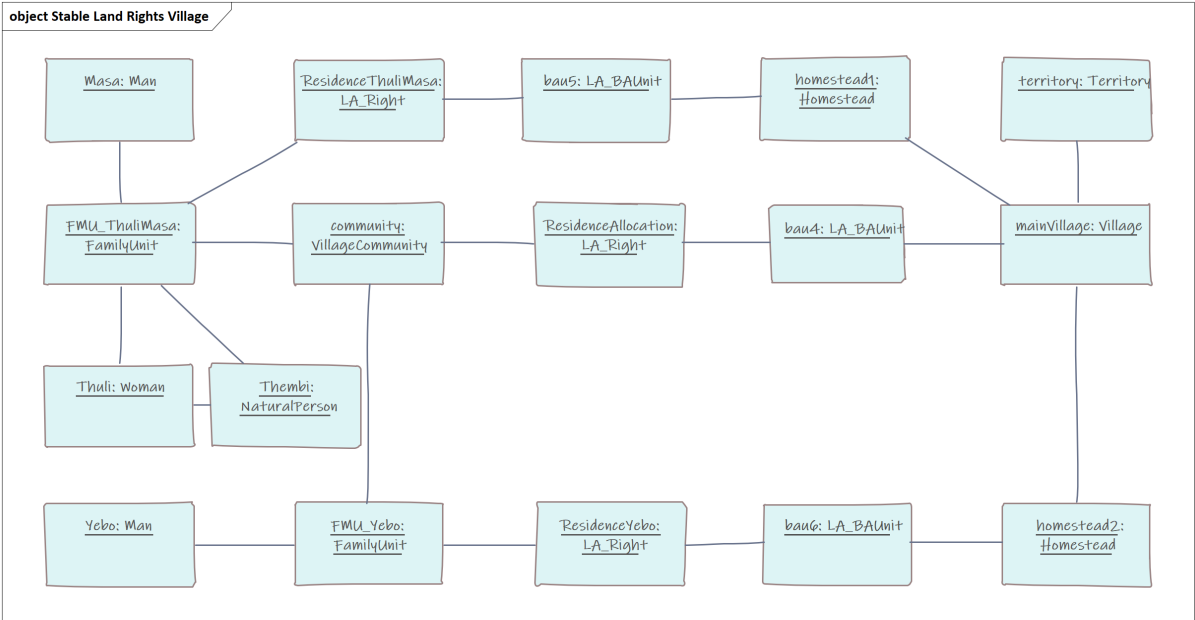 object Stable Land Rights Village
Masa: Man
ResidenceThuliMasa:
LA_Right
bau5: LA_BAUnit
homestead1:
Homestead
territory: Territory
FMU_ThuliMasa:
FamilyUnit
community:
VillageCommunity
ResidenceAllocation:
LA_Right
bau4: LA_BAUnit
mainVillage: Village
Thuli: Woman
Thembi:
NaturalPerson
Yebo: Man
FMU_Yebo:
FamilyUnit
ResidenceYebo:
LA_Right
bau6: LA_BAUnit
homestead2:
Homestead